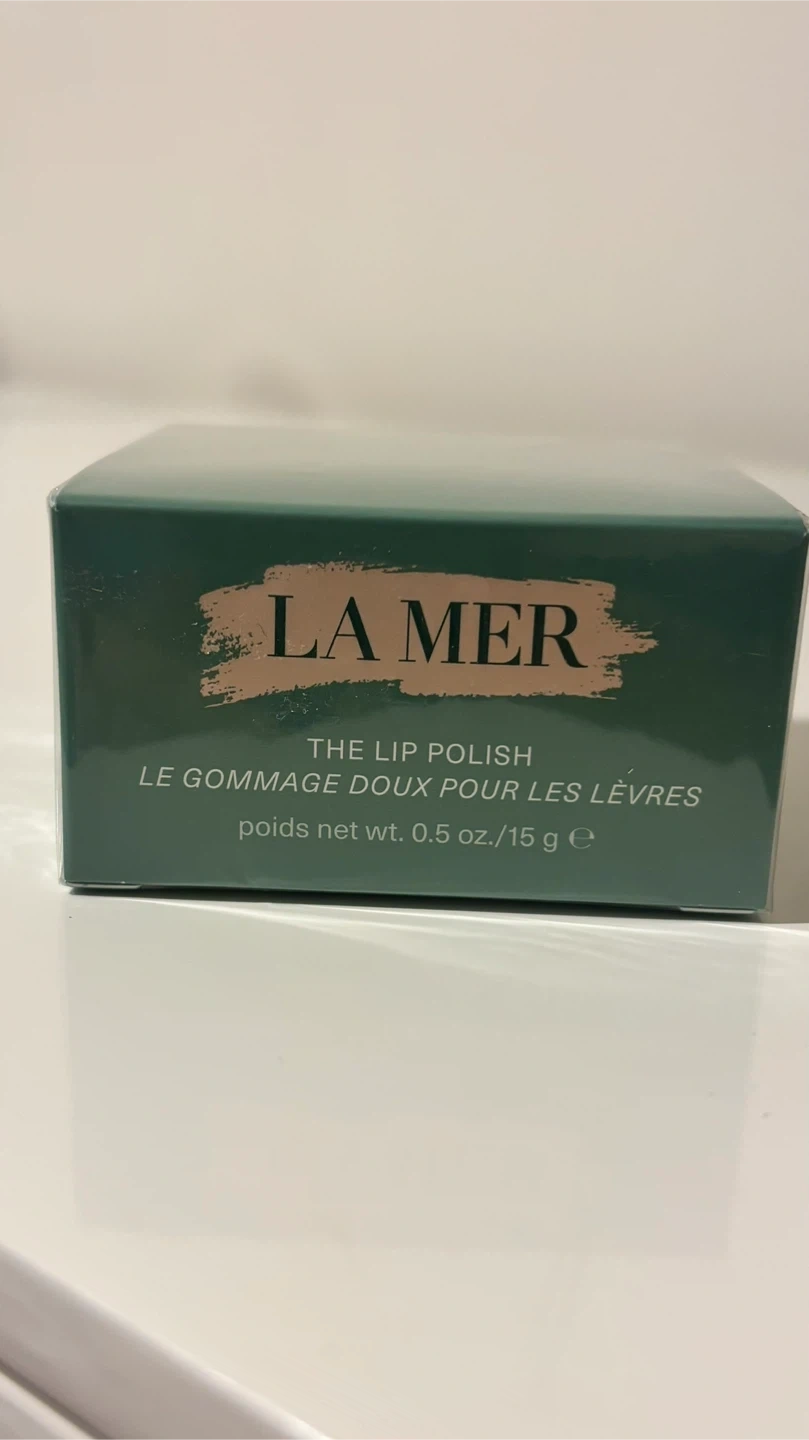 LA MER
THE LIP POLISH
LE GOMMAGE DOUX POUR LES LÈVRES
poids net wt. 0.5 oz./15 g ℮